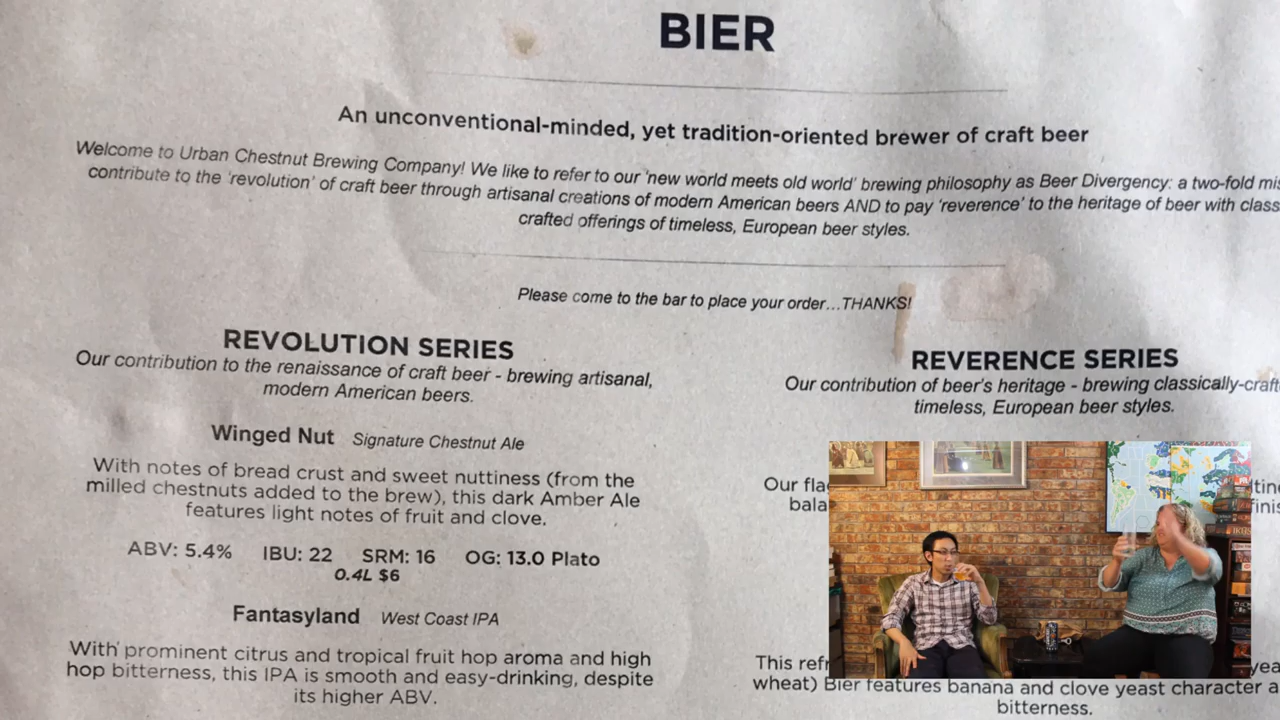 BIER
An unconventional-minded, yet tradition-oriented brewer of craft beer
Welcome to Urban Chestnut Brewing Company! We like to refer to our 'new world meets old world' brewing philosophy as Beer Divergency: a two-fold
contribute to the 'revolution' of craft beer through artisanal creations of modern American beers AND to pay 'reverence' to the heritage of beer with
crafted offerings of timeless, European beer styles.
Please come to the bar to place your order...THANKS!
REVOLUTION SERIES
Our contribution to the renaissance of craft beer - brewing artisanal,
modern American beers.
Winged Nut Signature Chestnut Ale
With notes of bread crust and sweet nuttiness (from the
milled chestnuts added to the brew), this dark Amber Ale
features light notes of fruit and clove.
ABV: 5.4% IBU: 22 SRM: 16 OG: 13.0 Plato
0.4L $6
Fantasyland West Coast IPA
With prominent citrus and tropical fruit hop aroma and high
hop bitterness, this IPA is smooth and easy-drinking, despite
its higher ABV.
REVERENCE SERIES
Our contribution of beer's heritage - brewing
timeless, European beer styles.
Our
This
wheat) Bier features banana and clove yeast character
bitterness.